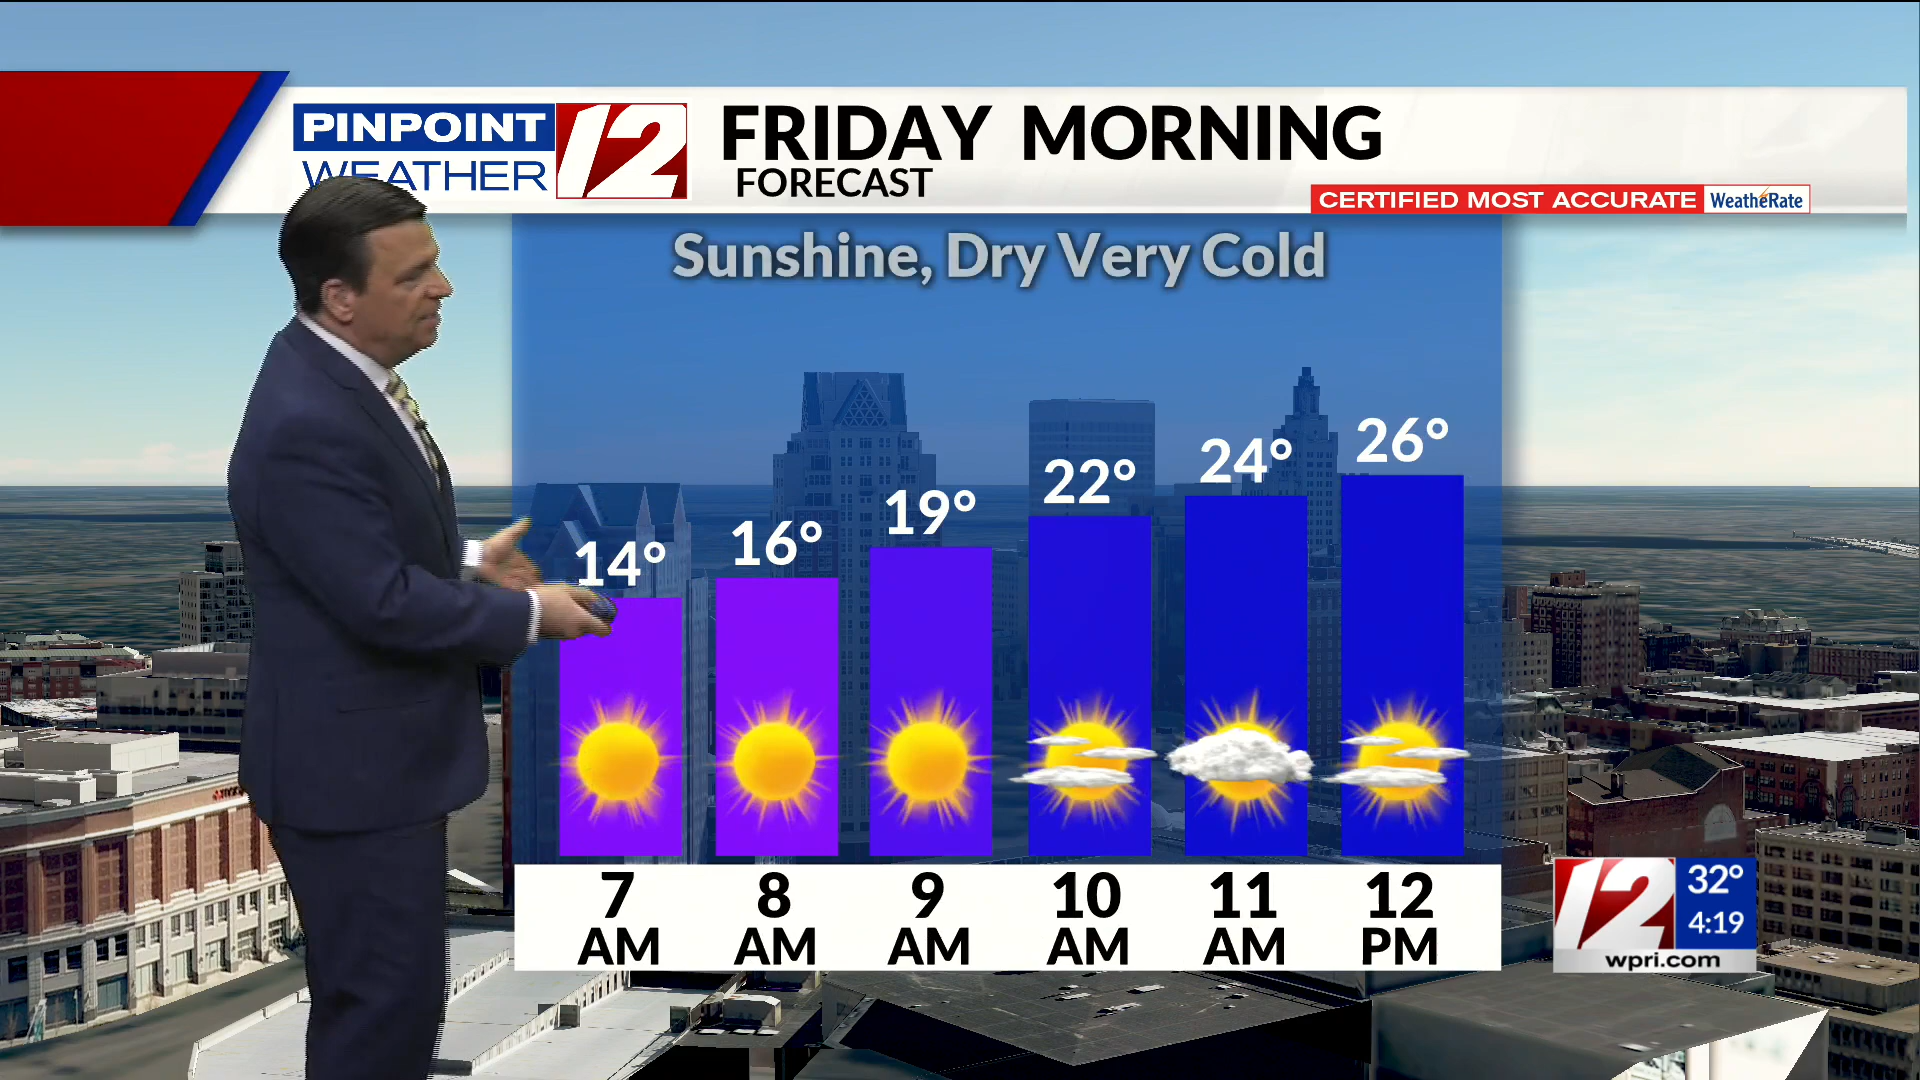 PINPOINT
WEATHER
12
FRIDAY MORNING
FORECAST
CERTIFIED MOST ACCURATE WeatheRate
Sunshine, Dry Very Cold
14° 16° 19° 22° 24° 26°
7 8 9 10 11 12
AM AM AM AM AM PM
12 32°
4:19
wpri.com